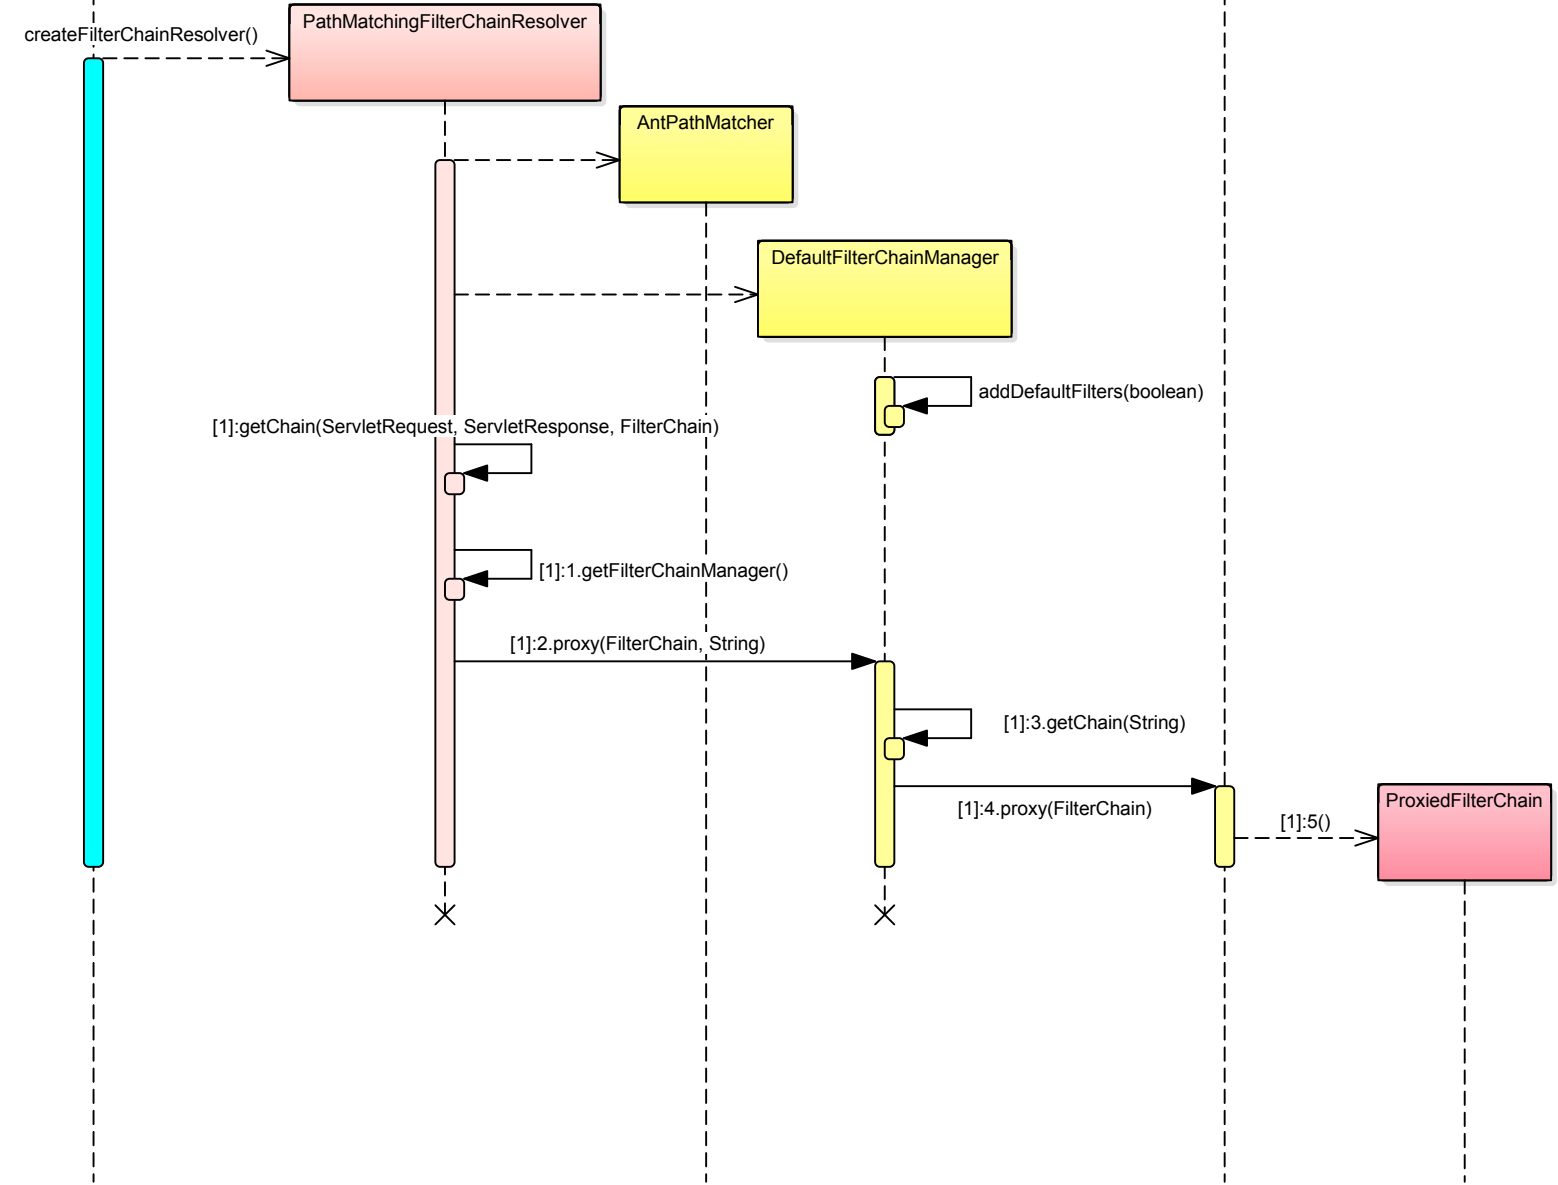 PathMatchingFilterChainResolver
createFilterChainResolver()
AntPathMatcher
DefaultFilterChainManager
addDefaultFilters(boolean)
[1]:getChain(ServletRequest, ServletResponse, FilterChain)
[1]:1.getFilterChainManager()
[1]:2.proxy(FilterChain, String)
[1]:3.getChain(String)
[1]:4.proxy(FilterChain)
ProxiedFilterChain
[1]:5()